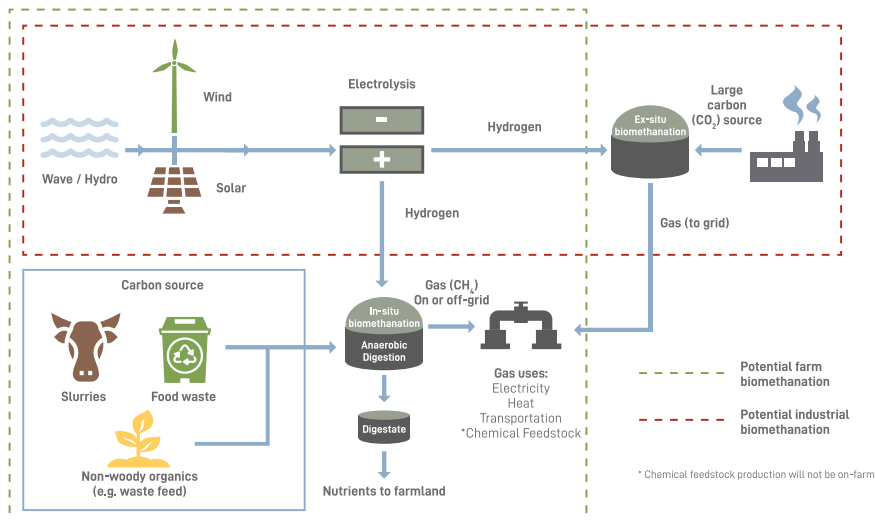 Wind
Wave / Hydro
Solar
Electrolysis
-
+
Hydrogen
Hydrogen
Ex-situ
biomethanation
Large
carbon
(CO₂) source
Gas (to grid)
Carbon source
Slurries
Food waste
Non-woody organics
(e.g. waste feed)
In-situ
biomethanation
Anaerobic
Digestion
Gas (CH₄)
On or off-grid
Digestate
Nutrients to farmland
Gas uses:
Electricity
Heat
Transportation
*Chemical Feedstock
Potential farm
biomethanation
Potential industrial
biomethanation
* Chemical feedstock production will not be on-farm